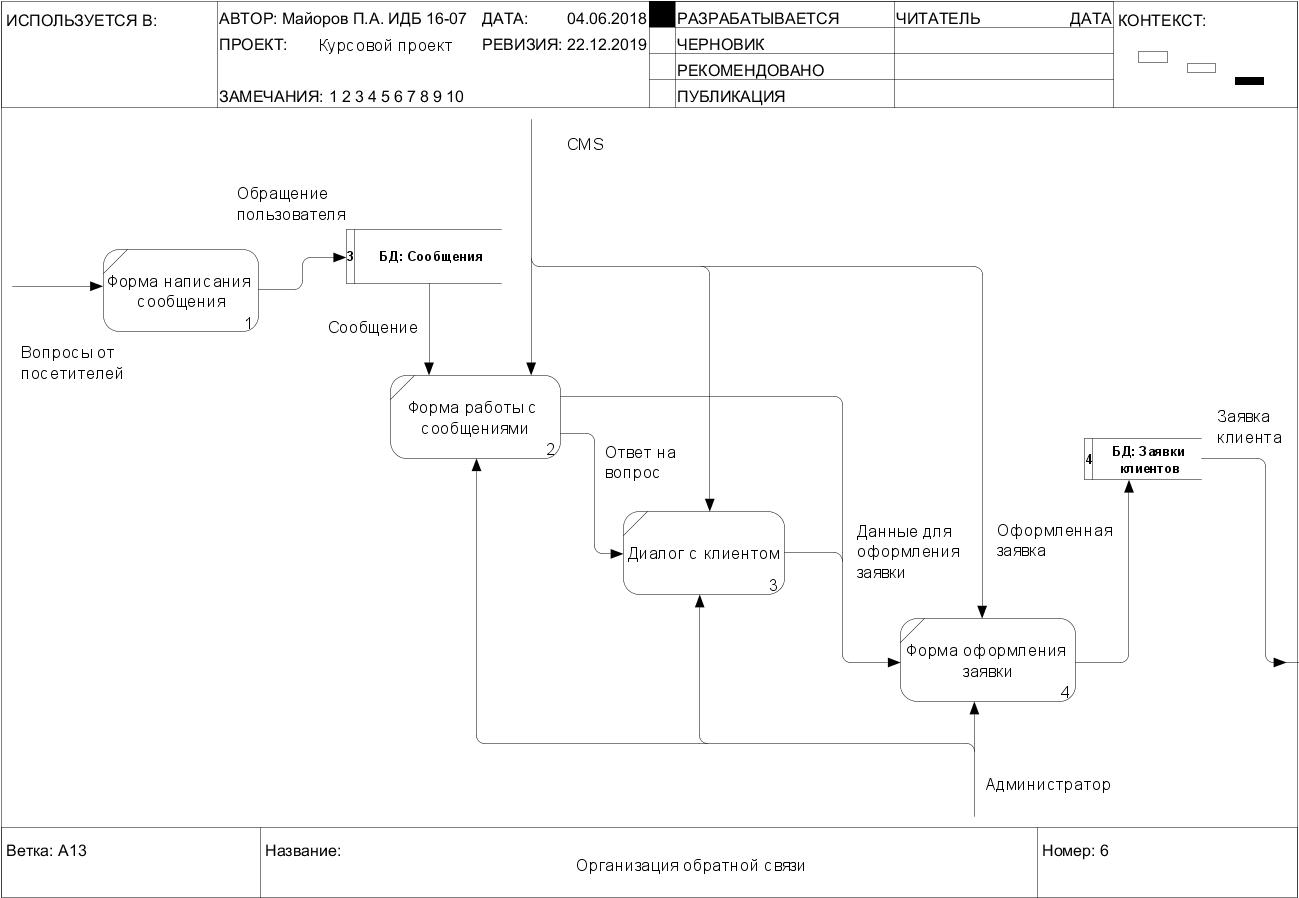 ИСПОЛЬЗУЕТСЯ В:
АВТОР: Майоров П.А. ИДБ 16-07
ДАТА: 04.06.2018
ПРОЕКТ: Курсовой проект
РЕВИЗИЯ: 22.12.2019
ЗАМЕЧАНИЯ: 1 2 3 4 5 6 7 8 9 10
РАЗРАБАТЫВАЕТСЯ
ЧЕРНОВИК
РЕКОМЕНДОВАНО
ПУБЛИКАЦИЯ
ЧИТАТЕЛЬ ДАТА
КОНТЕКСТ:
CMS
Обращение
пользователя
3 БД: Сообщения
Форма написания
сообщения
1
Сообщение
Вопросы от
посетителей
Форма работы с
сообщениями
2
Ответ на
вопрос
Заявка
клиента
4 БД: Заявки
клиентов
Диалог с клиентом
3
Данные для
оформления
заявки
Оформленная
заявка
Форма оформления
заявки
4
Администратор
Ветка: A13
Название:
Организация обратной связи
Номер: 6